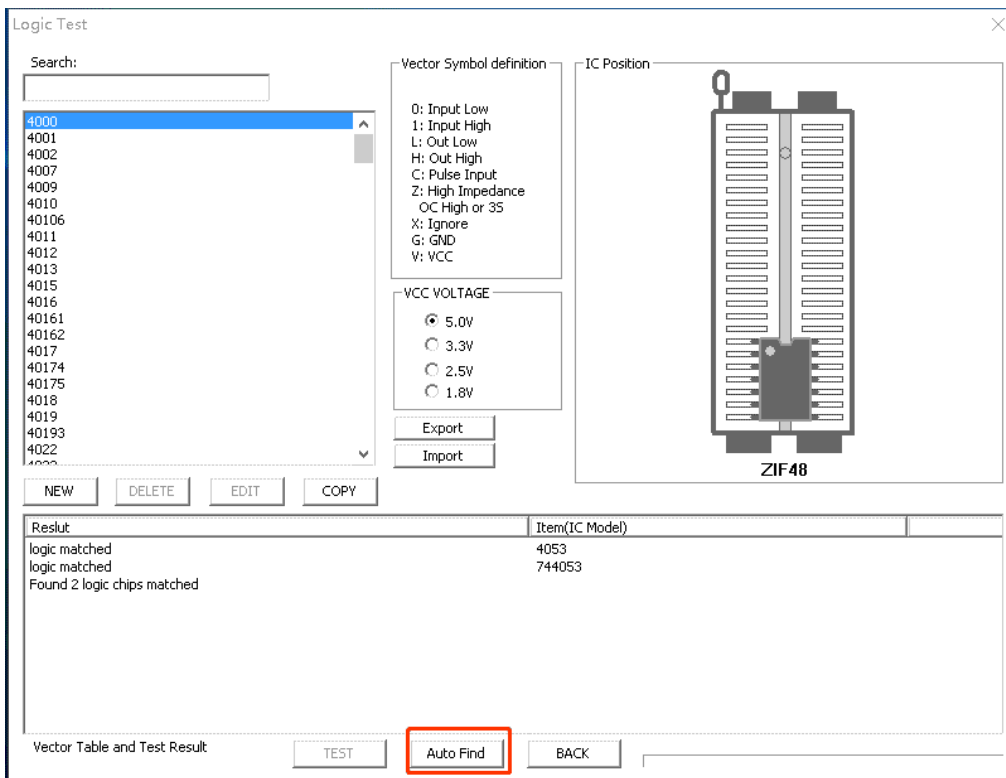 Logic Test
Search:
4000
4001
4002
4007
4009
4010
40106
4011
4012
4013
4015
4016
40161
40162
4017
40174
40175
4018
4019
40193
4022
NEW
DELETE
EDIT
COPY
Vector Symbol definition
0: Input Low
1: Input High
L: Out Low
H: Out High
C: Pulse Input
Z: High Impedance
OC High or 3S
X: Ignore
G: GND
V: VCC
VCC VOLTAGE
5.0V
3.3V
2.5V
1.8V
Export
Import
IC Position
ZIF48
Reslut Item(IC Model)
logic matched 4053
logic matched 744053
Found 2 logic chips matched
Vector Table and Test Result
TEST
Auto Find
BACK